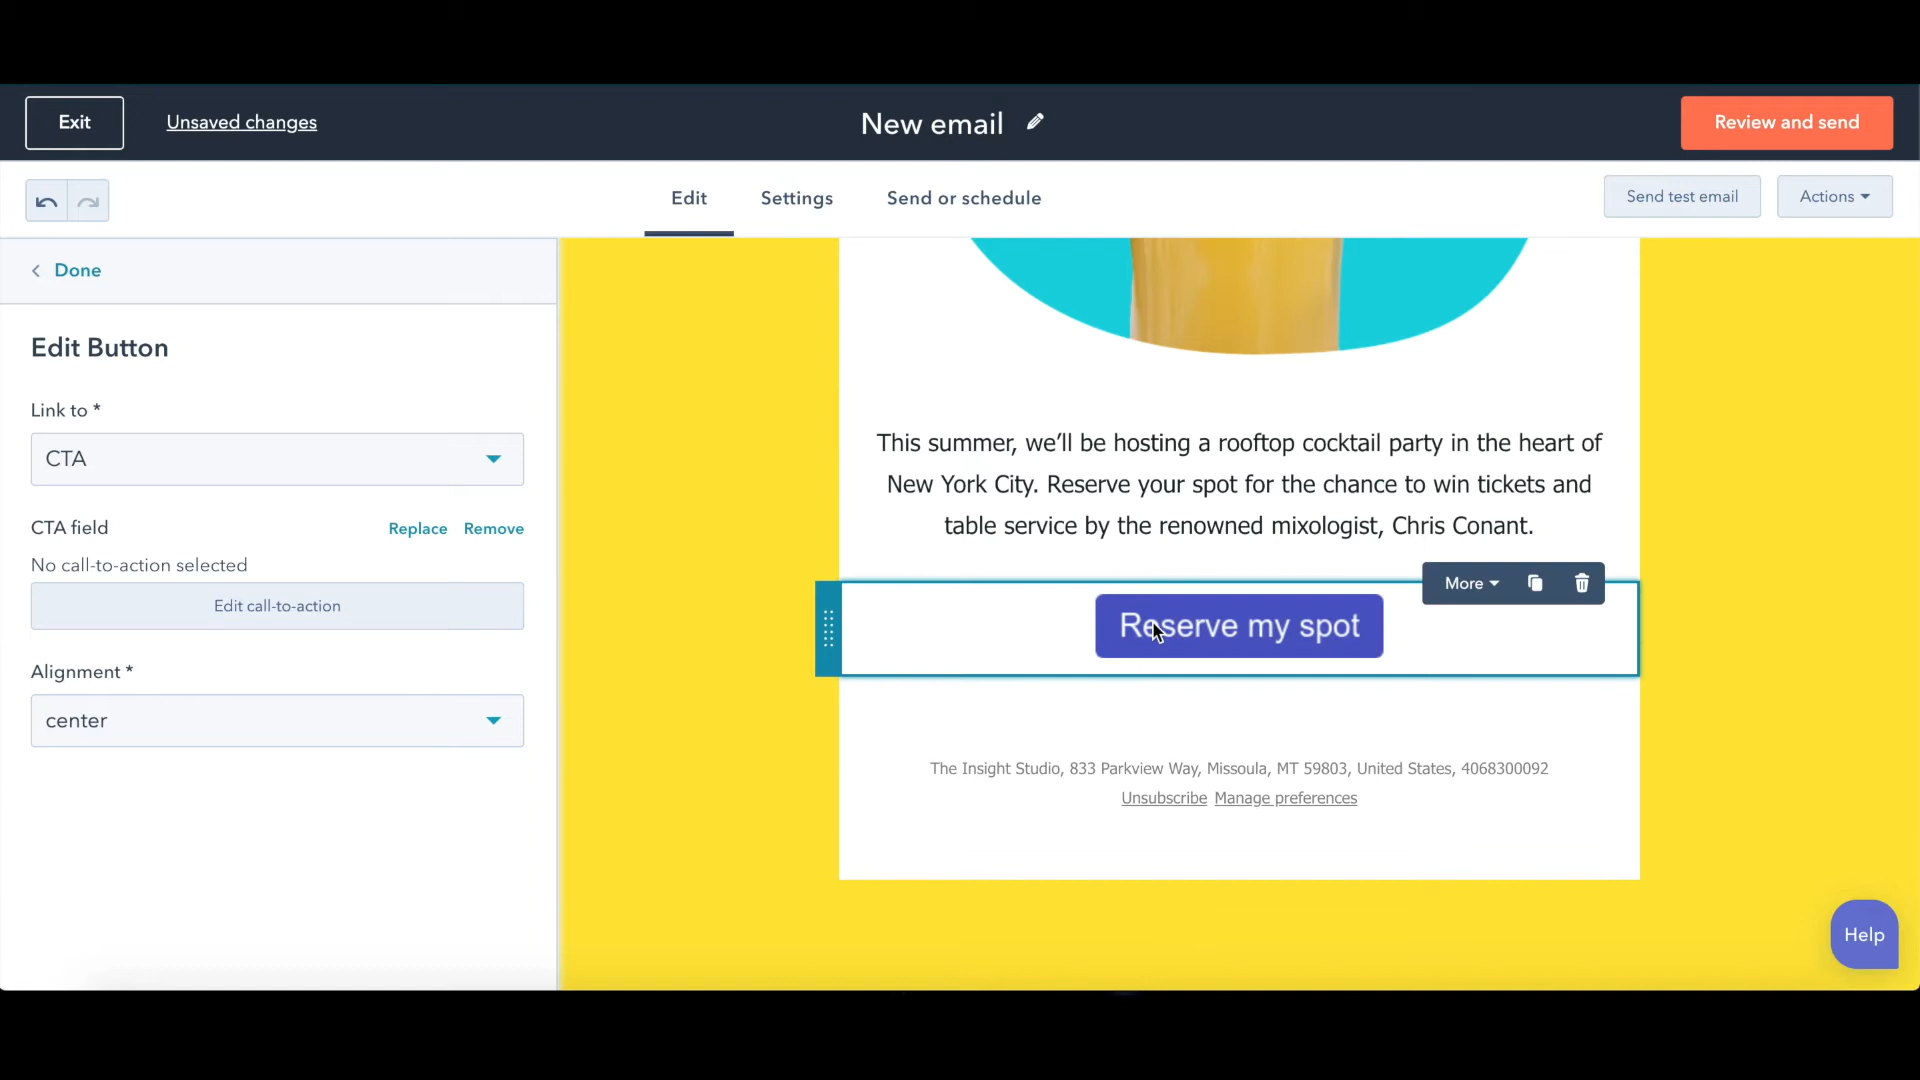 Exit
Unsaved changes
New email
Review and send
Edit
Settings
Send or schedule
Send test email
Actions
Done
Edit Button
Link to *
CTA
CTA field
Replace
Remove
No call-to-action selected
Edit call-to-action
Alignment *
center
This summer, we’ll be hosting a rooftop cocktail party in the heart of
New York City. Reserve your spot for the chance to win tickets and
table service by the renowned mixologist, Chris Conant.
More
Reserve my spot
The Insight Studio, 833 Parkview Way, Missoula, MT 59803, United States, 4068300092
Unsubscribe Manage preferences
Help